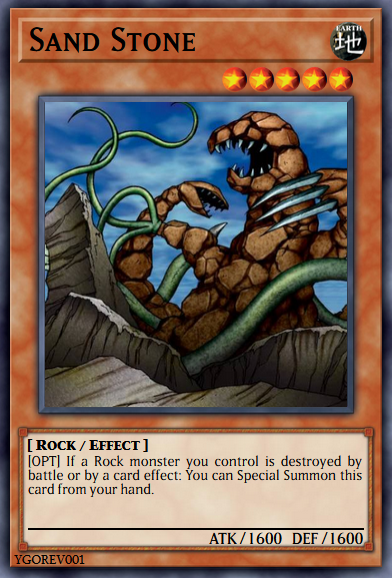 Sand Stone
EARTH
地
[ Rock / Effect ]
[OPT] If a Rock monster you control is destroyed by
battle or by a card effect: You can Special Summon this
card from your hand.
ATK / 1600 DEF / 1600
YGOREV001